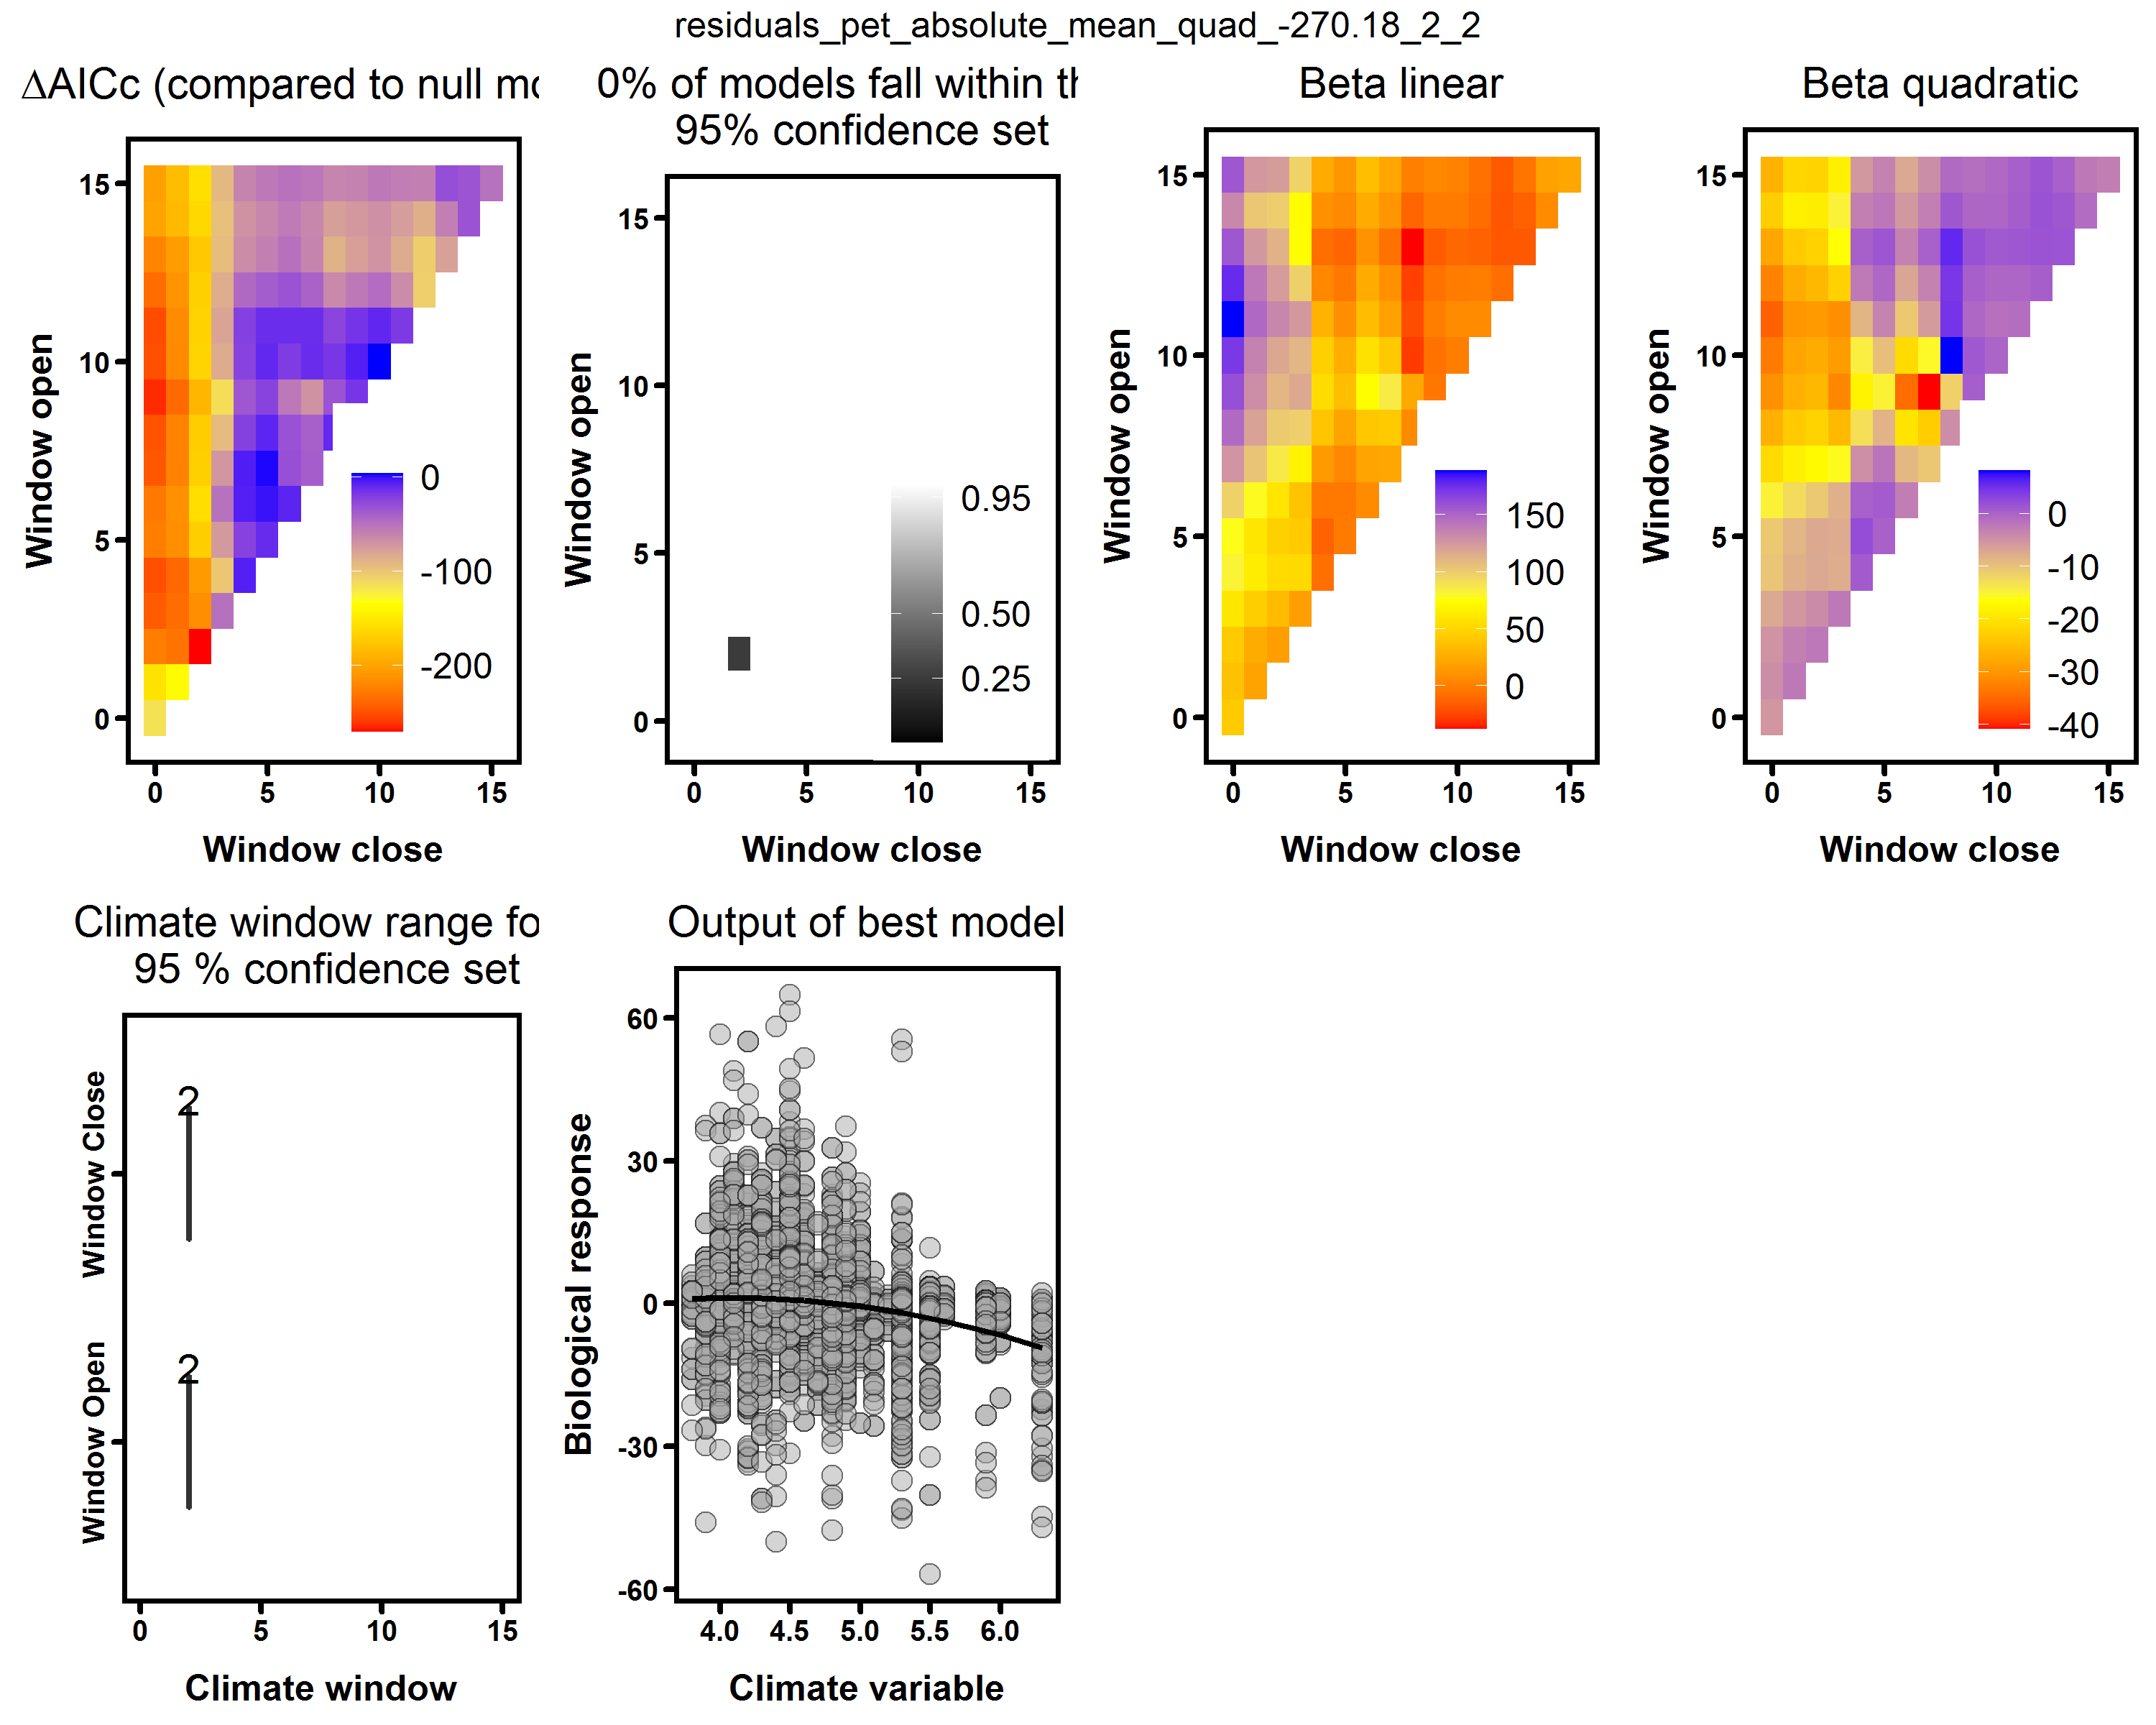 residuals_pet_absolute_mean_quad_-270.18_2_2
ΔAICc (compared to null mo
15
10
5
0
0
-100
-200
0 5 10 15
Window open
Window close
0% of models fall within th
95% confidence set
15
10
5
0
0.95
0.50
0.25
0 5 10 15
Window open
Window close
Beta linear
15
10
5
0
150
100
50
0
0 5 10 15
Window open
Window close
Beta quadratic
15
10
5
0
0
-10
-20
-30
-40
0 5 10 15
Window open
Window close
Climate window range fo
95 % confidence set
Window Close
Window Open
2
2
0 5 10 15
Climate window
Output of best model
60
30
0
-30
-60
4.0 4.5 5.0 5.5 6.0
Biological response
Climate variable